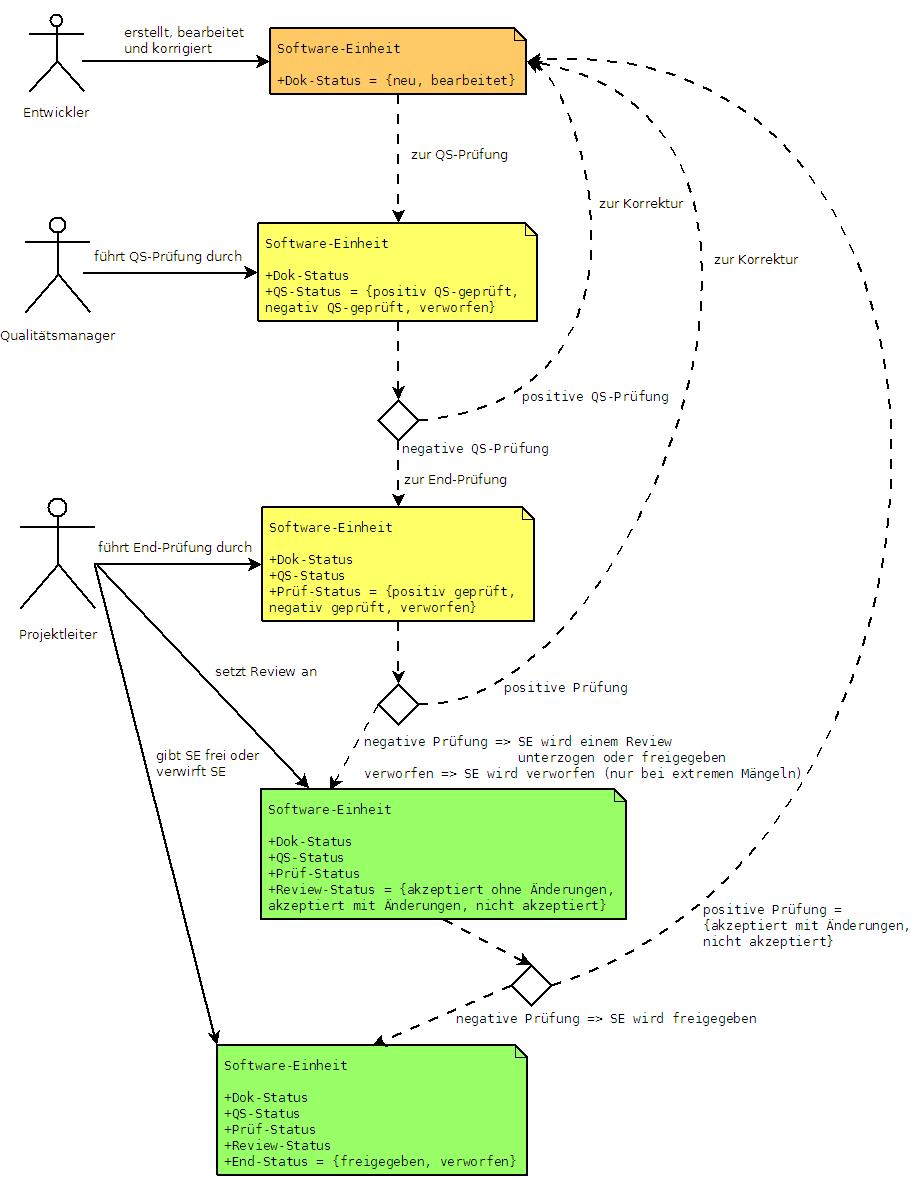 erstellt, bearbeitet
und korrigiert
Entwickler
Software-Einheit
+Dok-Status = {neu, bearbeitet}
zur QS-Prüfung
zur Korrektur
zur Korrektur
führt QS-Prüfung durch
Qualitätsmanager
Software-Einheit
+Dok-Status
+QS-Status = {positiv QS-geprüft,
negativ QS-geprüft, verworfen}
positive QS-Prüfung
negative QS-Prüfung
zur End-Prüfung
führt End-Prüfung durch
Projektleiter
Software-Einheit
+Dok-Status
+QS-Status
+Prüf-Status = {positiv geprüft,
negativ geprüft, verworfen}
setzt Review an
positive Prüfung
gibt SE frei oder
verwirft SE
negative Prüfung => SE wird einem Review
unterzogen oder freigegeben
verworfen => SE wird verworfen (nur bei extremen Mängeln)
Software-Einheit
+Dok-Status
+QS-Status
+Prüf-Status
+Review-Status = {akzeptiert ohne Änderungen,
akzeptiert mit Änderungen, nicht akzeptiert}
positive Prüfung =
{akzeptiert mit Änderungen,
nicht akzeptiert}
negative Prüfung => SE wird freigegeben
Software-Einheit
+Dok-Status
+QS-Status
+Prüf-Status
+Review-Status
+End-Status = {freigegeben, verworfen}